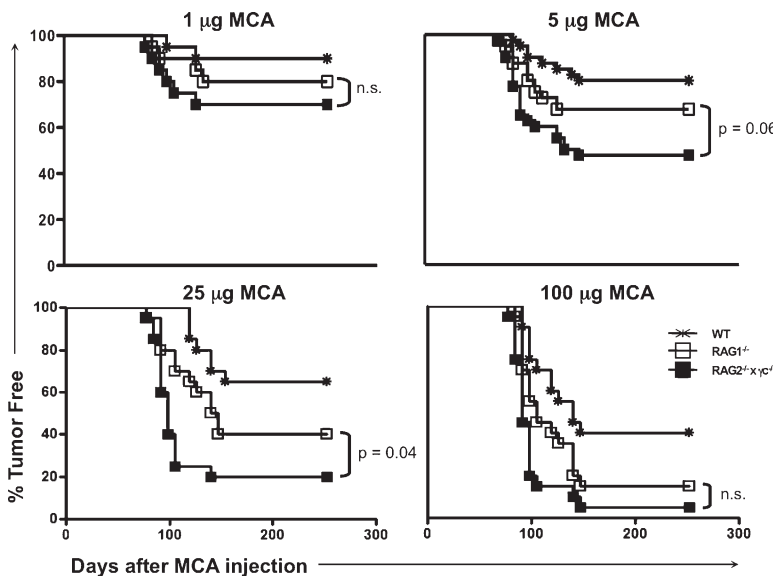 1 µg MCA
5 µg MCA
100
80
60
40
20
0
n.s.
p = 0.06
25 µg MCA
100 µg MCA
100
80
60
40
20
0
p = 0.04
WT
RAG1-/-
RAG2-/-xγc-/
n.s.
0
100
200
300
0
100
200
300
% Tumor Free
Days after MCA injection